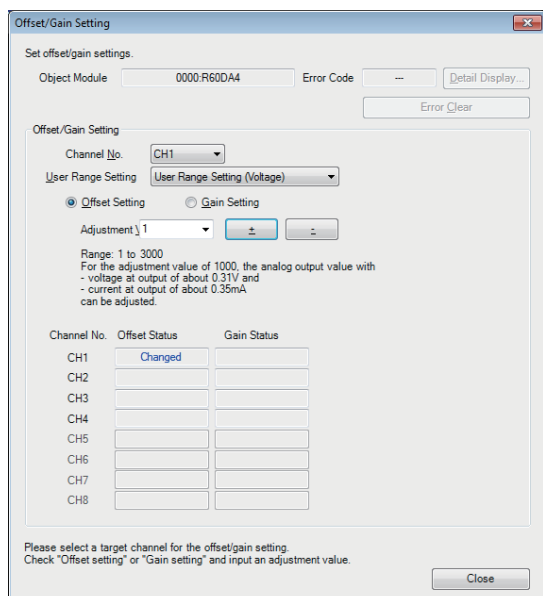 Offset/Gain Setting
Set offset/gain settings.
Object Module 0000:R60DA4 Error Code --- Detail Display...
Error Clear
Offset/Gain Setting
Channel No. CH1
User Range Setting User Range Setting (Voltage)
Offset Setting Gain Setting
Adjustment \ 1 + -
Range: 1 to 3000
For the adjustment value of 1000, the analog output value with
- voltage at output of about 0.31V and
- current at output of about 0.35mA
can be adjusted.
Channel No. Offset Status Gain Status
CH1 Changed
CH2
CH3
CH4
CH5
CH6
CH7
CH8
Please select a target channel for the offset/gain setting.
Check "Offset setting" or "Gain setting" and input an adjustment value.
Close